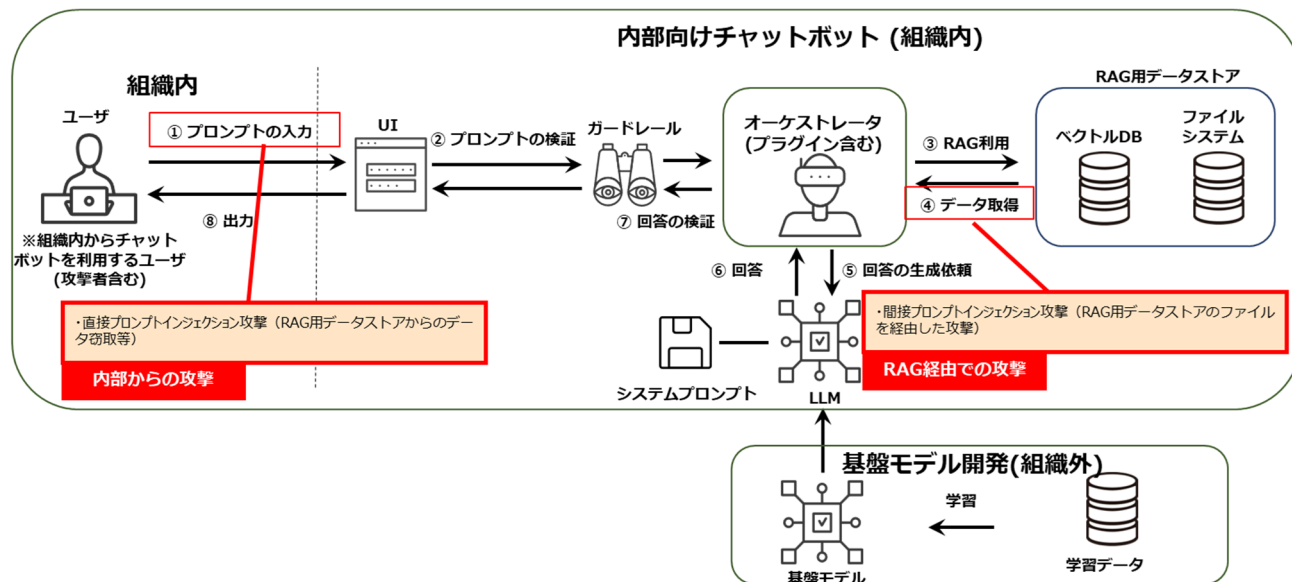 内部向けチャットボット (組織内)
組織内
ユーザ
① プロンプトの入力
UI
② プロンプトの検証
ガードレール
オーケストレータ
(プラグイン含む)
③ RAG利用
RAG用データストア
ベクトルDB
ファイル
システム
④ データ取得
⑧ 出力
⑦ 回答の検証
※組織内からチャット
ボットを利用するユーザ
(攻撃者含む)
⑥ 回答
⑤ 回答の生成依頼
・直接プロンプトインジェクション攻撃（RAG用データストアからのデー
タ窃取等）
内部からの攻撃
・間接プロンプトインジェクション攻撃（RAG用データストアのファイル
を経由した攻撃）
RAG経由での攻撃
システムプロンプト
LLM
基盤モデル開発(組織外)
学習
基盤モデル
学習データ